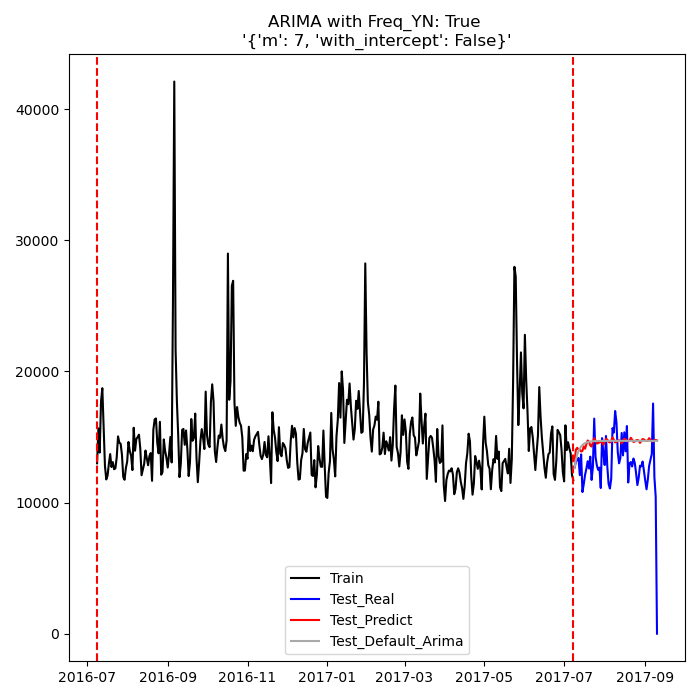 ARIMA with Freq_YN: True
'{'m': 7, 'with_intercept': False}'
40000
30000
20000
10000
0
Train
Test_Real
Test_Predict
Test_Default_Arima
2016-07 2016-09 2016-11 2017-01 2017-03 2017-05 2017-07 2017-09